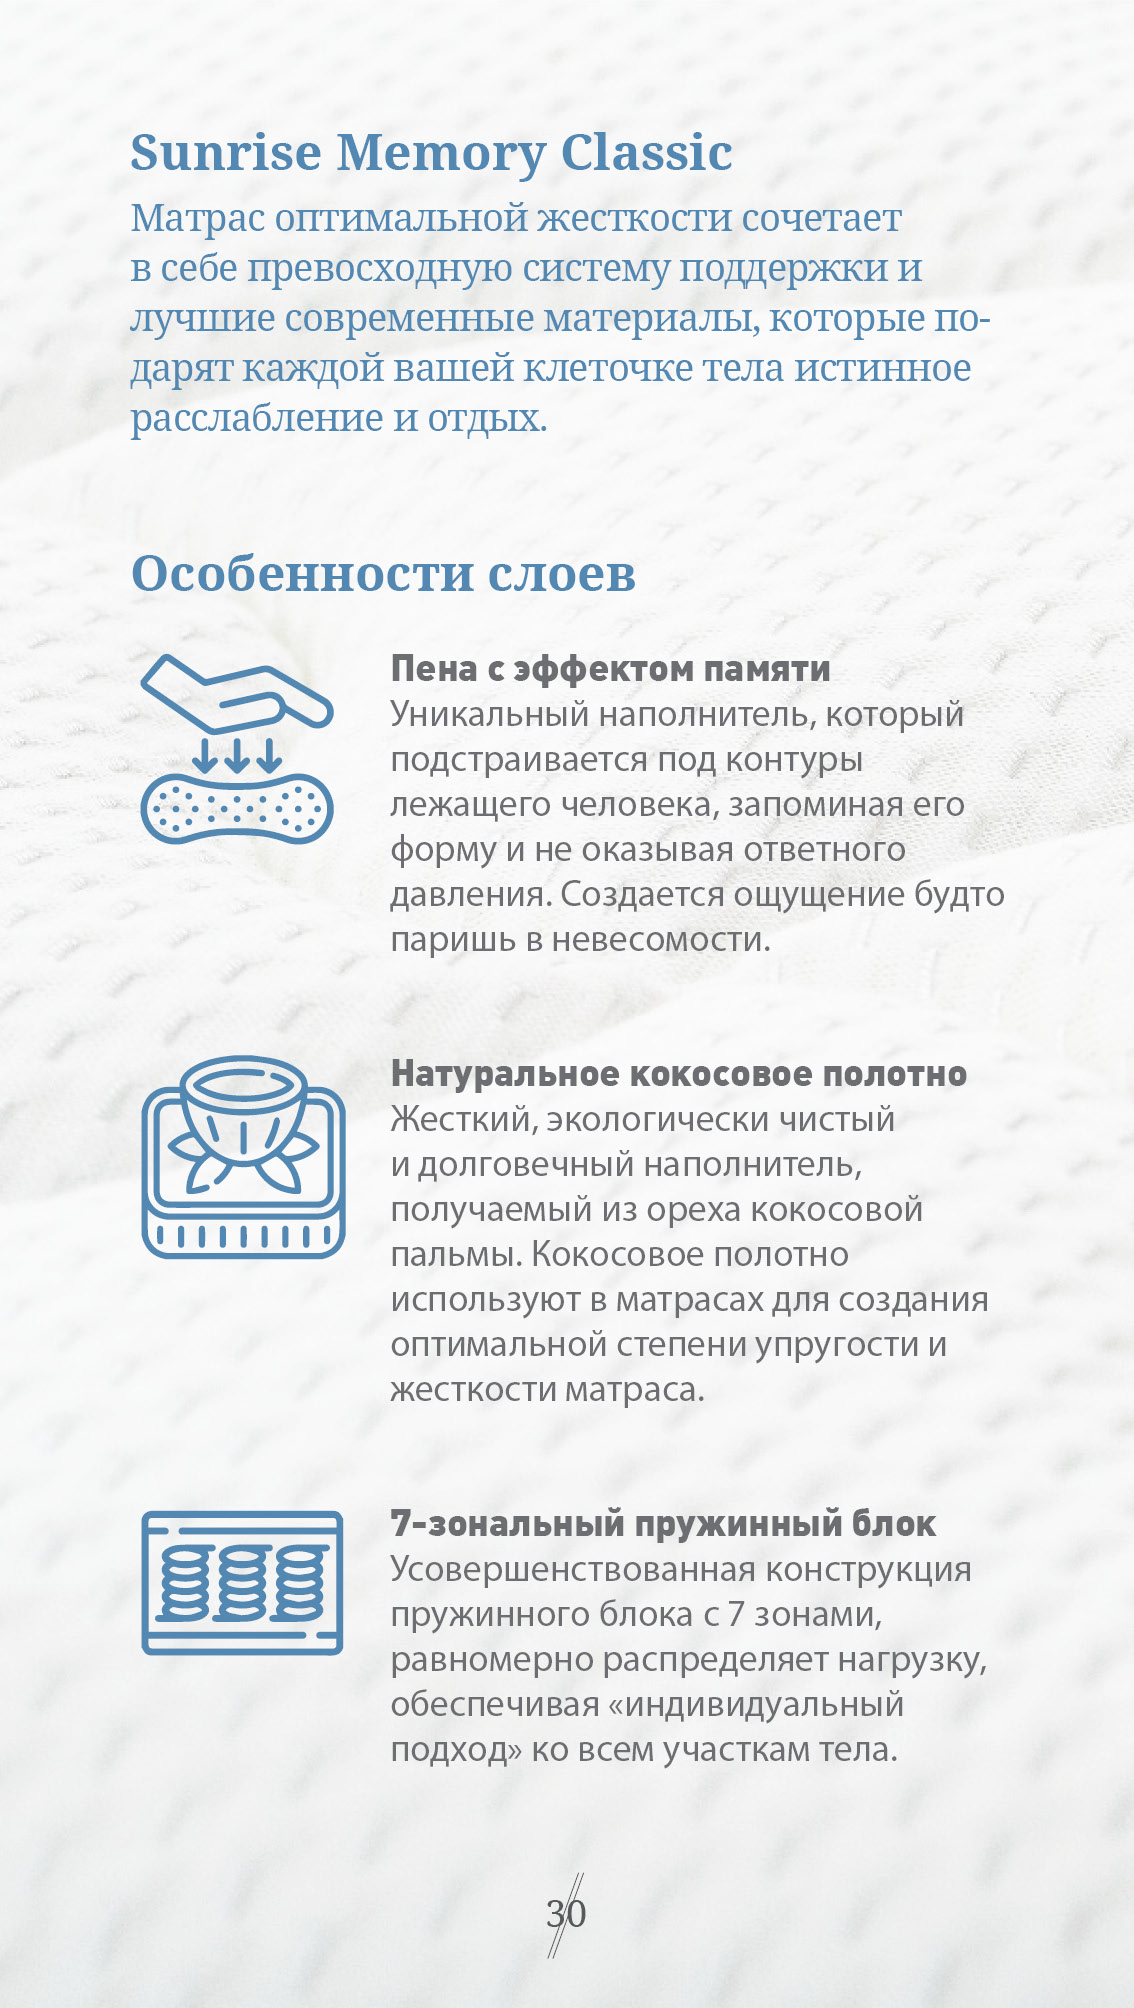 Sunrise Memory Classic
Матрас оптимальной жесткости сочетает
в себе превосходную систему поддержки и
лучшие современные материалы, которые по-
дарят каждой вашей клеточке тела истинное
расслабление и отдых.
Особенности слоев
Пена с эффектом памяти
Уникальный наполнитель, который
подстраивается под контуры
лежащего человека, запоминая его
форму и не оказывая ответного
давления. Создается ощущение будто
паришь в невесомости.
Натуральное кокосовое полотно
Жесткий, экологически чистый
и долговечный наполнитель,
получаемый из ореха кокосовой
пальмы. Кокосовое полотно
используют в матрасах для создания
оптимальной степени упругости и
жесткости матраса.
7-зональный пружинный блок
Усовершенствованная конструкция
пружинного блока с 7 зонами,
равномерно распределяет нагрузку,
обеспечивая «индивидуальный
подход» ко всем участкам тела.
30